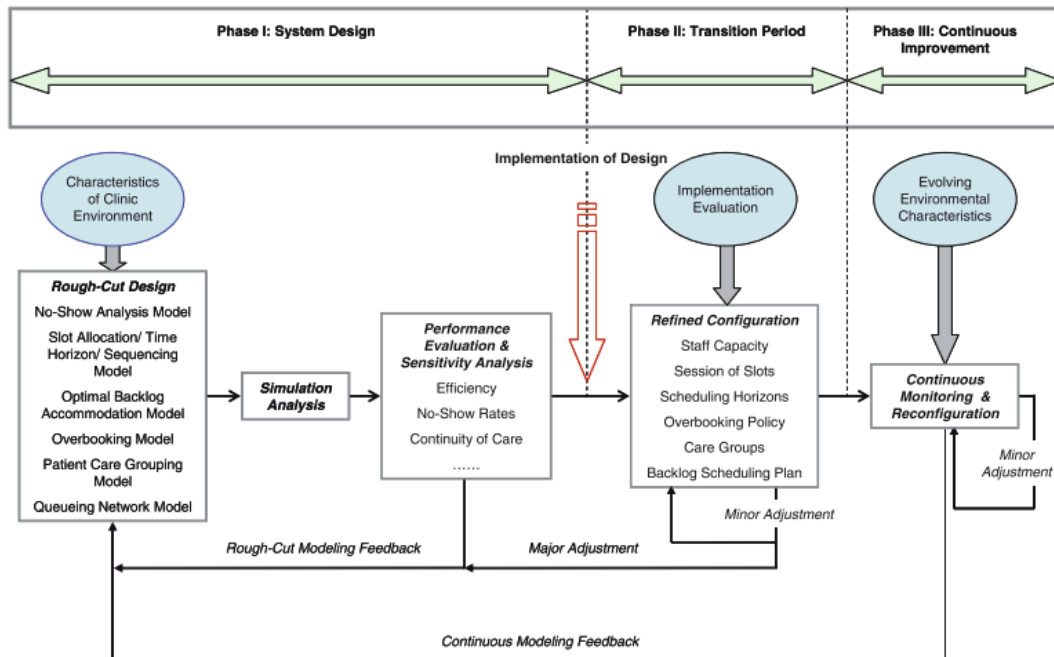 Phase I: System Design
Phase II: Transition Period
Phase III: Continuous
Improvement
Implementation of Design
Characteristics
of Clinic
Environment
Implementation
Evaluation
Evolving
Environmental
Characteristics
Rough-Cut Design
No-Show Analysis Model
Slot Allocation/ Time
Horizon/ Sequencing
Model
Optimal Backlog
Accommodation Model
Overbooking Model
Patient Care Grouping
Model
Queueing Network Model
Simulation
Analysis
Performance
Evaluation &
Sensitivity Analysis
Efficiency
No-Show Rates
Continuity of Care
......
Refined Configuration
Staff Capacity
Session of Slots
Scheduling Horizons
Overbooking Policy
Care Groups
Backlog Scheduling Plan
Continuous
Monitoring &
Reconfiguration
Minor
Adjustment
Minor Adjustment
Rough-Cut Modeling Feedback
Major Adjustment
Continuous Modeling Feedback